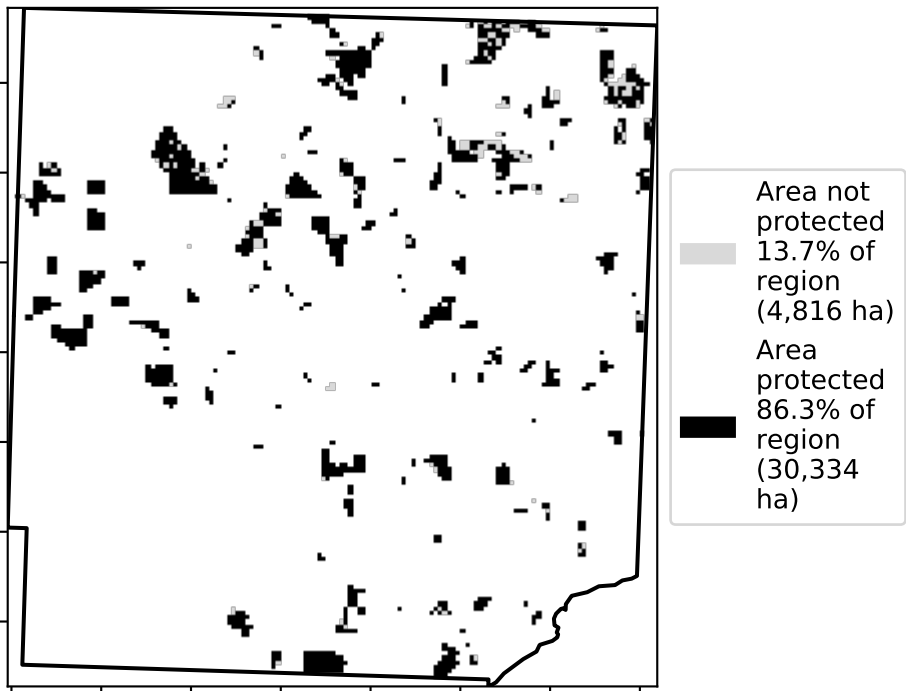 Area not
protected
13.7% of
region
(4,816 ha)
Area
protected
86.3% of
region
(30,334
ha)